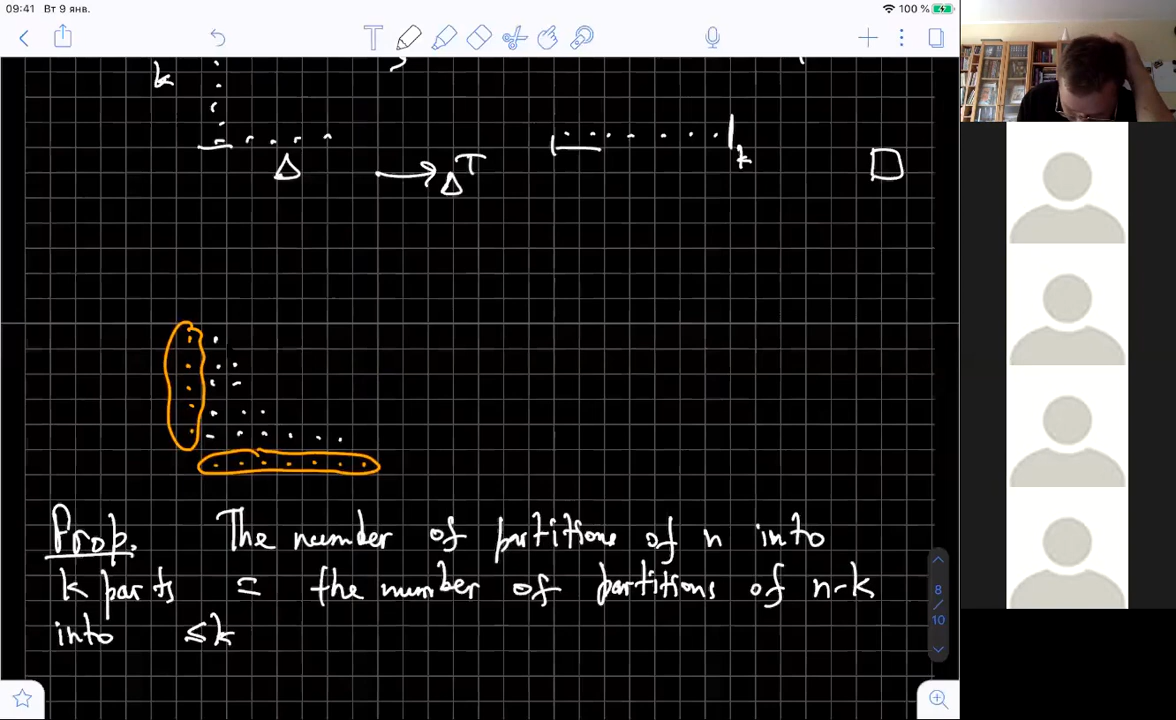 09:41 Вт 9 янв.
100 %
T
k
Δ → Δ^T
k
Prop. The number of partitions of n into
k parts = the number of partitions of n-k
into ≤k
8
/
10